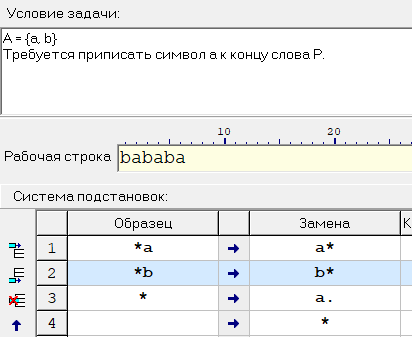 Условие задачи:
A = {a, b}
Требуется приписать символ a к концу слова P.
10 20
Рабочая строка bababa
Система подстановок:
Образец Замена К
1 *a → a*
2 *b → b*
3 * → a.
4 → *